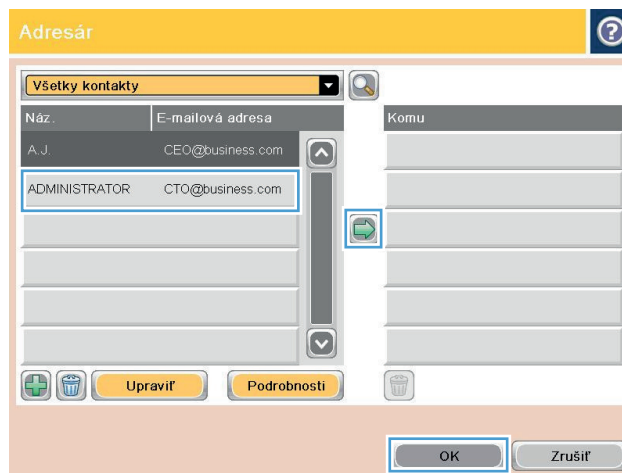 Adresár
?
Všetky kontakty
Náz. E-mailová adresa Komu
A.J. CEO@business.com
ADMINISTRATOR CTO@business.com
Upraviť Podrobnosti
OK Zrušiť